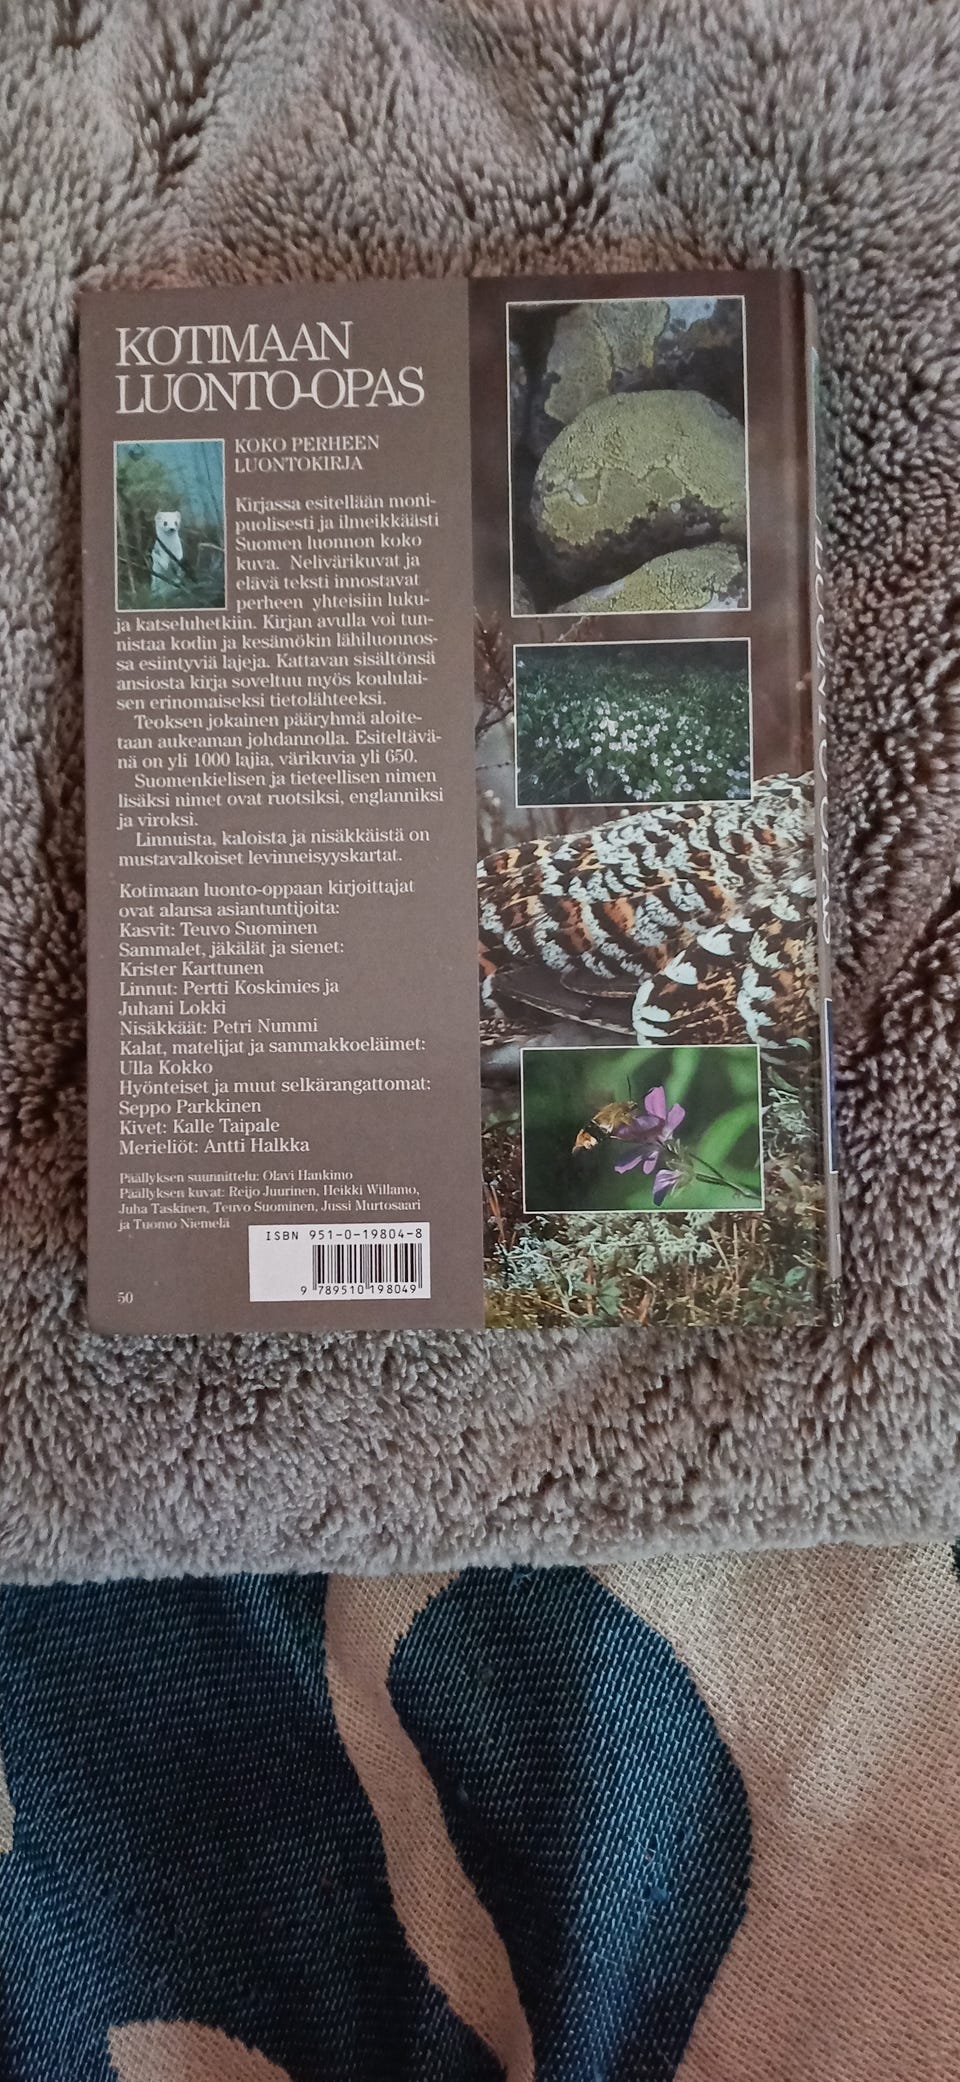 KOTIMAAN
LUONTO-OPAS
KOKO PERHEEN
LUONTOKIRJA
Kirjassa esitellään moni-
puolisesti ja ilmeikkäästi
Suomen luonnon koko
kuva. Nelivärikuvat ja
elävä teksti innostavat
perheen yhteisiin luku-
ja katseluhetkiin. Kirjan avulla voi tun-
nistaa kodin ja kesämökin lähiluonnos-
sa esiintyviä lajeja. Kattavan sisältönsä
ansiosta kirja soveltuu myös koululai-
sen erinomaiseksi tietolähteeksi.
Teoksen jokainen pääryhmä aloite-
taan aukeaman johdannolla. Esiteltävä-
nä on yli 1000 lajia, värikuvia yli 650.
Suomenkielisen ja tieteellisen nimen
lisäksi nimet ovat ruotsiksi, englanniksi
ja viroksi.
Linnuista, kaloista ja nisäkkäistä on
mustavalkoiset levinneisyyskartat.
Kotimaan luonto-oppaan kirjoittajat
ovat alansa asiantuntijoita:
Kasvit: Teuvo Suominen
Sammalet, jäkälät ja sienet:
Krister Karttunen
Linnut: Pertti Koskimies ja
Juhani Lokki
Nisäkkäät: Petri Nummi
Kalat, matelijat ja sammakkoeläimet:
Ulla Kokko
Hyönteiset ja muut selkärangattomat:
Seppo Parkkinen
Kivet: Kalle Taipale
Merieliöt: Antti Halkka
Päällyksen suunnittelu: Olavi Hankimo
Päällyksen kuvat: Reijo Juurinen, Heikki Willamo,
Juha Taskinen, Teuvo Suominen, Jussi Murtosaari
ja Tuomo Niemelä
ISBN 951-0-19804-8
9 789510 198049
50